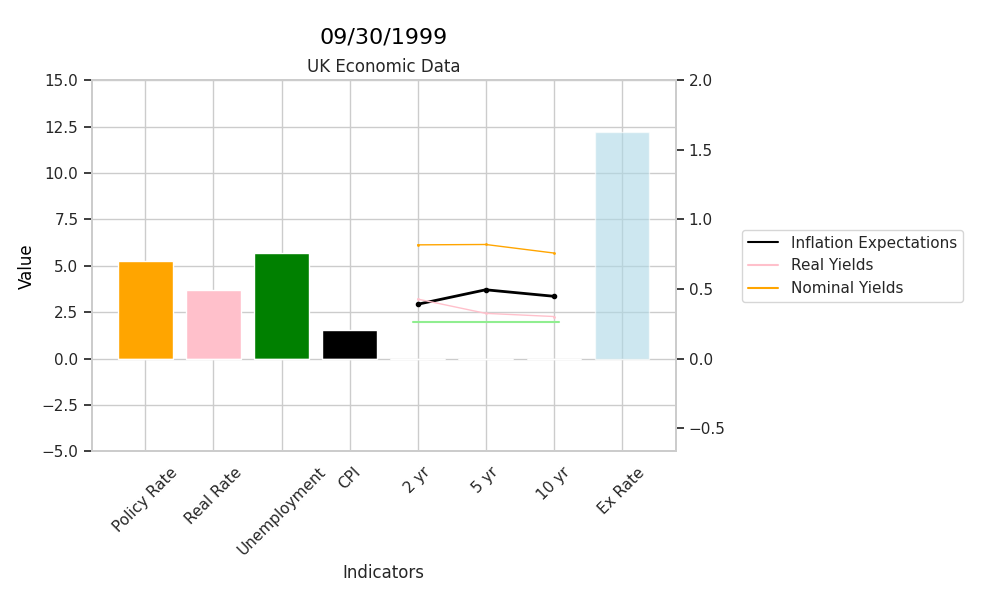 09/30/1999
UK Economic Data
15.0
12.5
10.0
7.5
5.0
2.5
0.0
−2.5
−5.0
Value
2.0
1.5
1.0
0.5
0.0
−0.5
Inflation Expectations
Real Yields
Nominal Yields
Policy Rate
Real Rate
Unemployment
CPI
2 yr
5 yr
10 yr
Ex Rate
Indicators